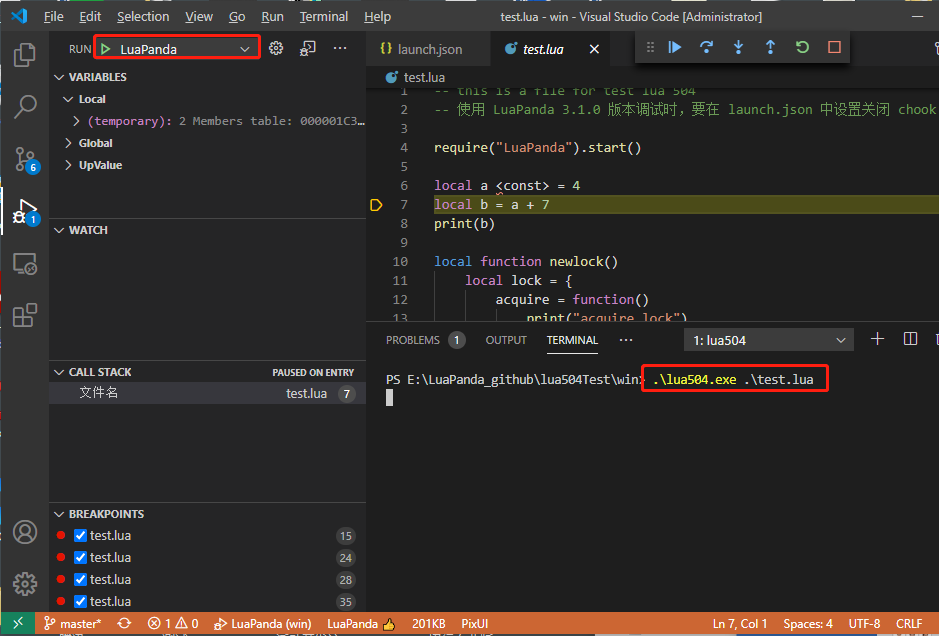 File Edit Selection View Go Run Terminal Help test.lua - win - Visual Studio Code [Administrator]
RUN LuaPanda
{} launch.json test.lua
VARIABLES
Local
(temporary): 2 Members table: 000001C3...
Global
UpValue
6
1
WATCH
CALL STACK PAUSED ON ENTRY
文件名 test.lua 7
BREAKPOINTS
test.lua 15
test.lua 24
test.lua 28
test.lua 35
test.lua
1 -- this is a file for test lua 504
2 -- 使用 LuaPanda 3.1.0 版本调试时，要在 launch.json 中设置关闭 chook
3
4 require("LuaPanda").start()
5
6 local a <const> = 4
7 local b = a + 7
8 print(b)
9
10 local function newlock()
11 local lock = {
12 acquire = function()
13 print("acquire lock")
PROBLEMS 1 OUTPUT TERMINAL ... 1: lua504
PS E:\LuaPanda_github\lua504Test\win> .\lua504.exe .\test.lua
master* 1 0 LuaPanda (win) LuaPanda 201KB PixUI Ln 7, Col 1 Spaces: 4 UTF-8 CRLF